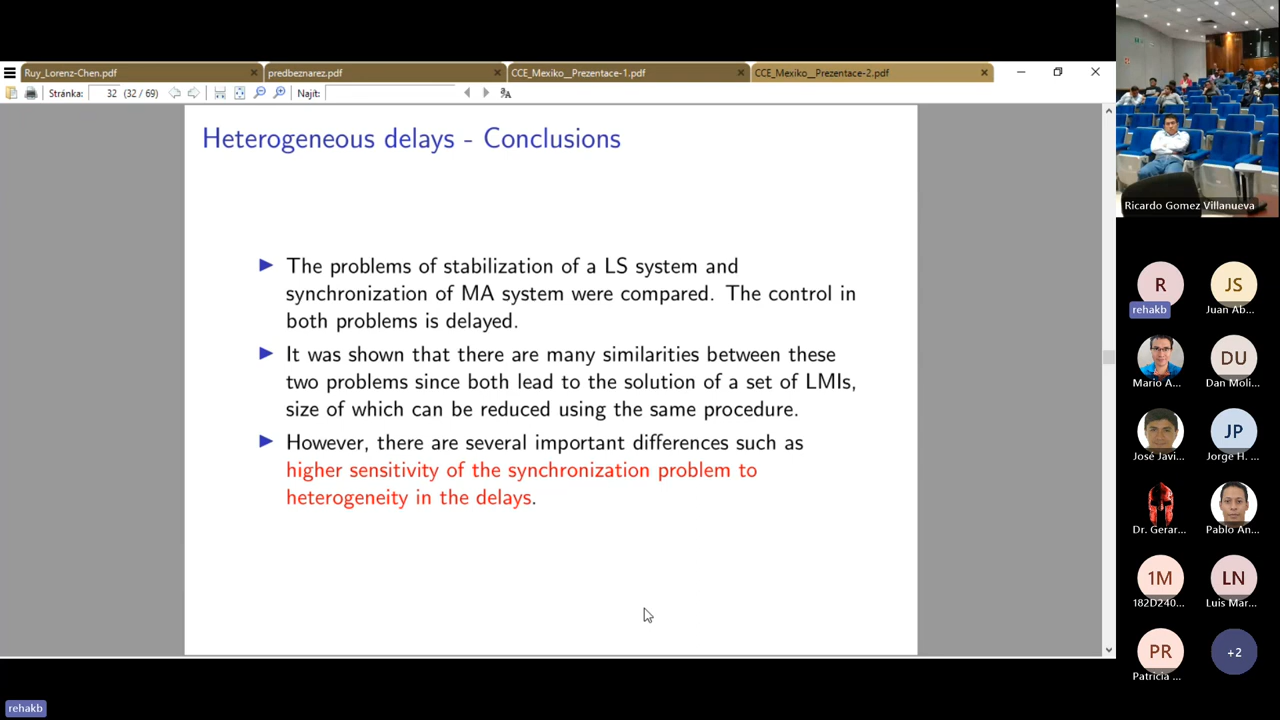 Ruy_Lorenz-Chen.pdf
predbeznarez.pdf
CCE_Mexiko__Prezentace-1.pdf
CCE_Mexiko__Prezentace-2.pdf
Stránka: 32 (32 / 69)
Najít:
Heterogeneous delays - Conclusions
The problems of stabilization of a LS system and
synchronization of MA system were compared. The control in
both problems is delayed.
It was shown that there are many similarities between these
two problems since both lead to the solution of a set of LMIs,
size of which can be reduced using the same procedure.
However, there are several important differences such as
higher sensitivity of the synchronization problem to
heterogeneity in the delays.
Ricardo Gomez Villanueva
R
rehakb
JS
Juan Ab...
Mario A...
DU
Dan Moli...
José Javi...
JP
Jorge H. ...
Dr. Gerar...
Pablo An...
1M
182D240...
LN
Luis Mar...
PR
Patricia ...
+2
rehakb